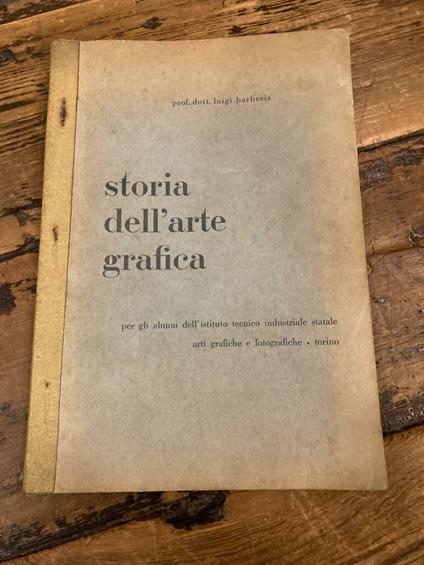 prof. dott. luigi barberis
storia
dell'arte
grafica
per gli alunni dell'istituto tecnico industriale statale
arti grafiche e fotografiche • torino